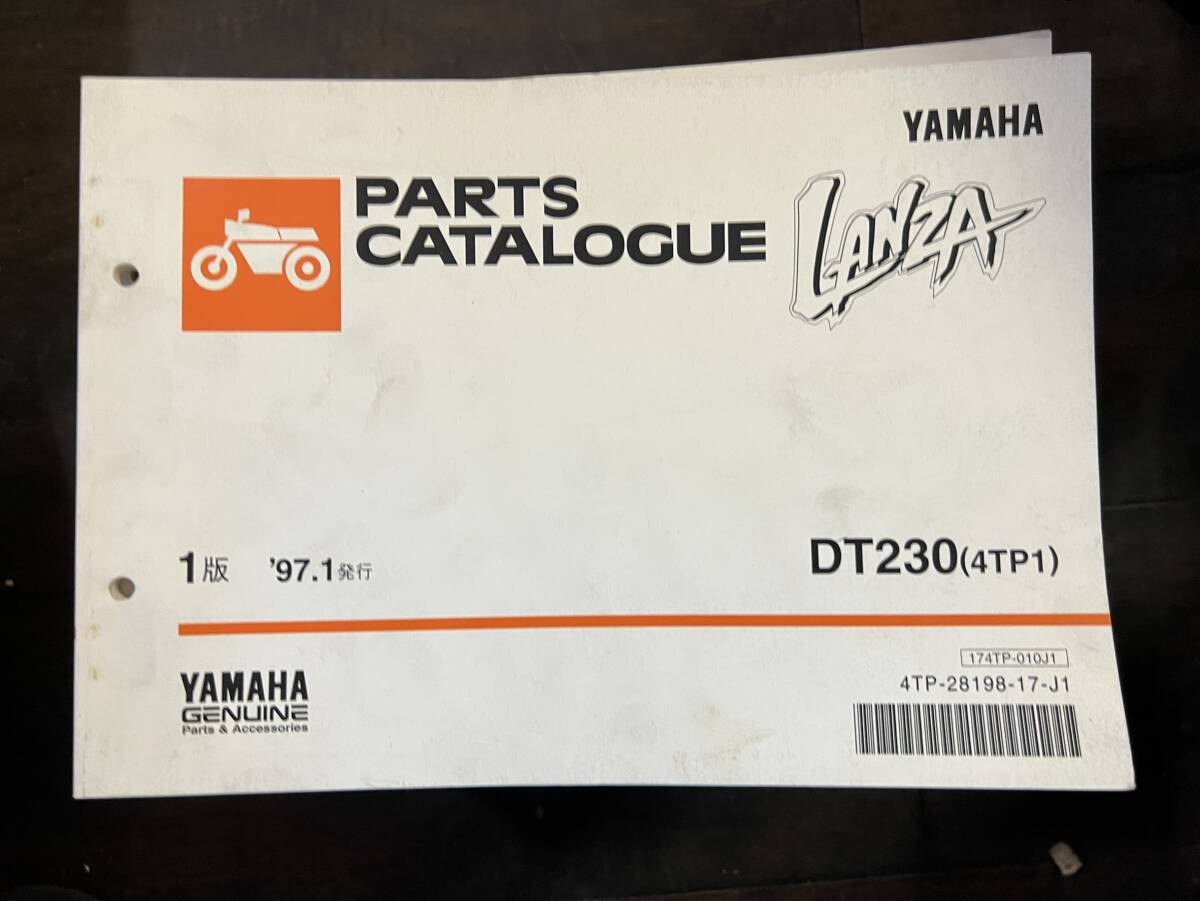 YAMAHA
PARTS
CATALOGUE
LANZA
1版 '97.1発行
DT230(4TP1)
174TP-010J1
4TP-28198-17-J1
YAMAHA
GENUINE
Parts & Accessories